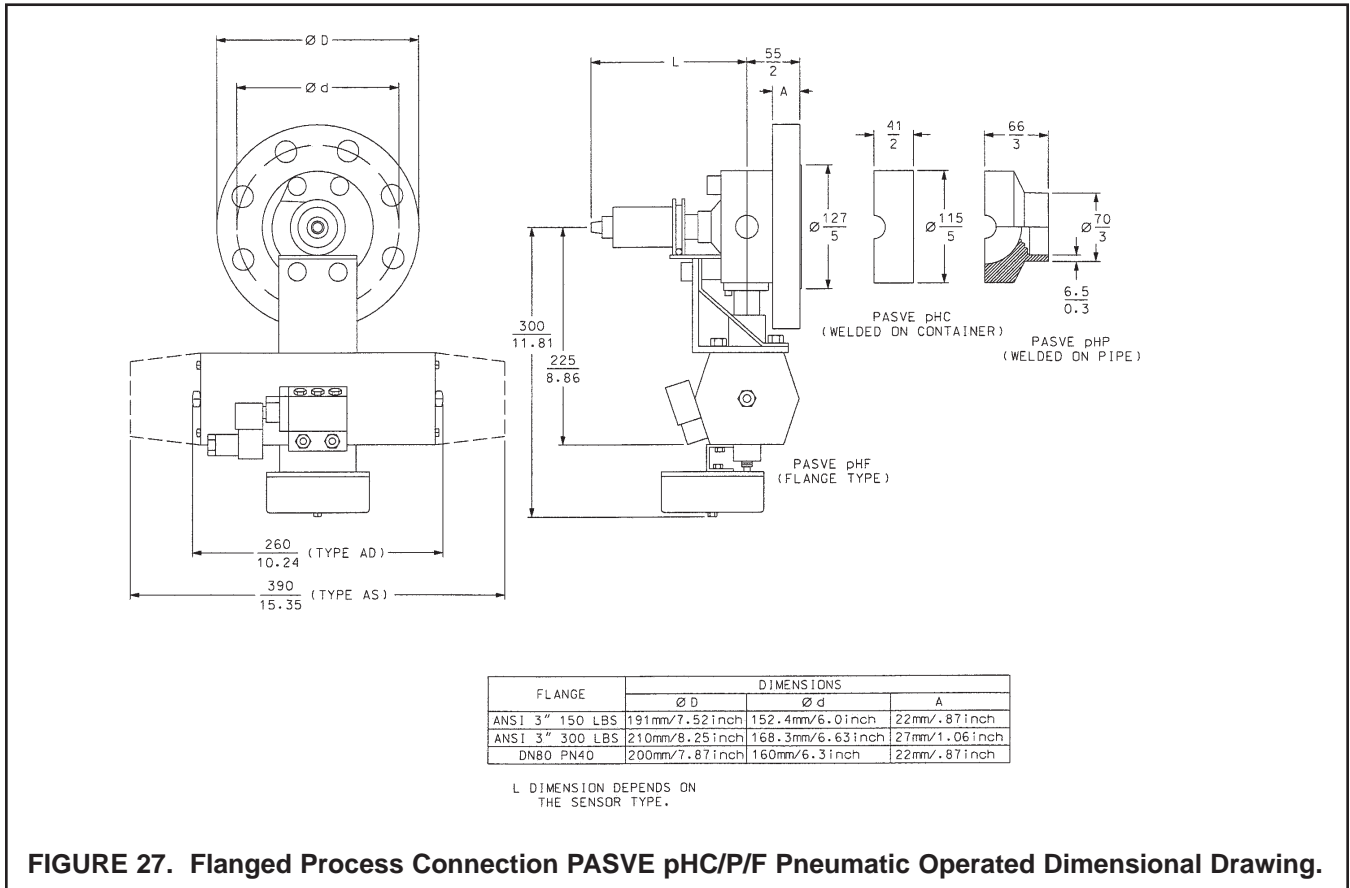 Ø D
Ø d
L
55
2
A
41
2
66
3
Ø 127
5
Ø 115
5
Ø 70
3
6.5
0.3
PASVE pHC
(WELDED ON CONTAINER)
PASVE pHP
(WELDED ON PIPE)
300
11.81
225
8.86
PASVE pHF
(FLANGE TYPE)
260
10.24 (TYPE AD)
390
15.35 (TYPE AS)
FLANGE DIMENSIONS
Ø D Ø d A
ANSI 3" 150 LBS 191mm/7.52inch 152.4mm/6.0inch 22mm/.87inch
ANSI 3" 300 LBS 210mm/8.25inch 168.3mm/6.63inch 27mm/1.06inch
DN80 PN40 200mm/7.87inch 160mm/6.3inch 22mm/.87inch
L DIMENSION DEPENDS ON
THE SENSOR TYPE.
FIGURE 27. Flanged Process Connection PASVE pHC/P/F Pneumatic Operated Dimensional Drawing.